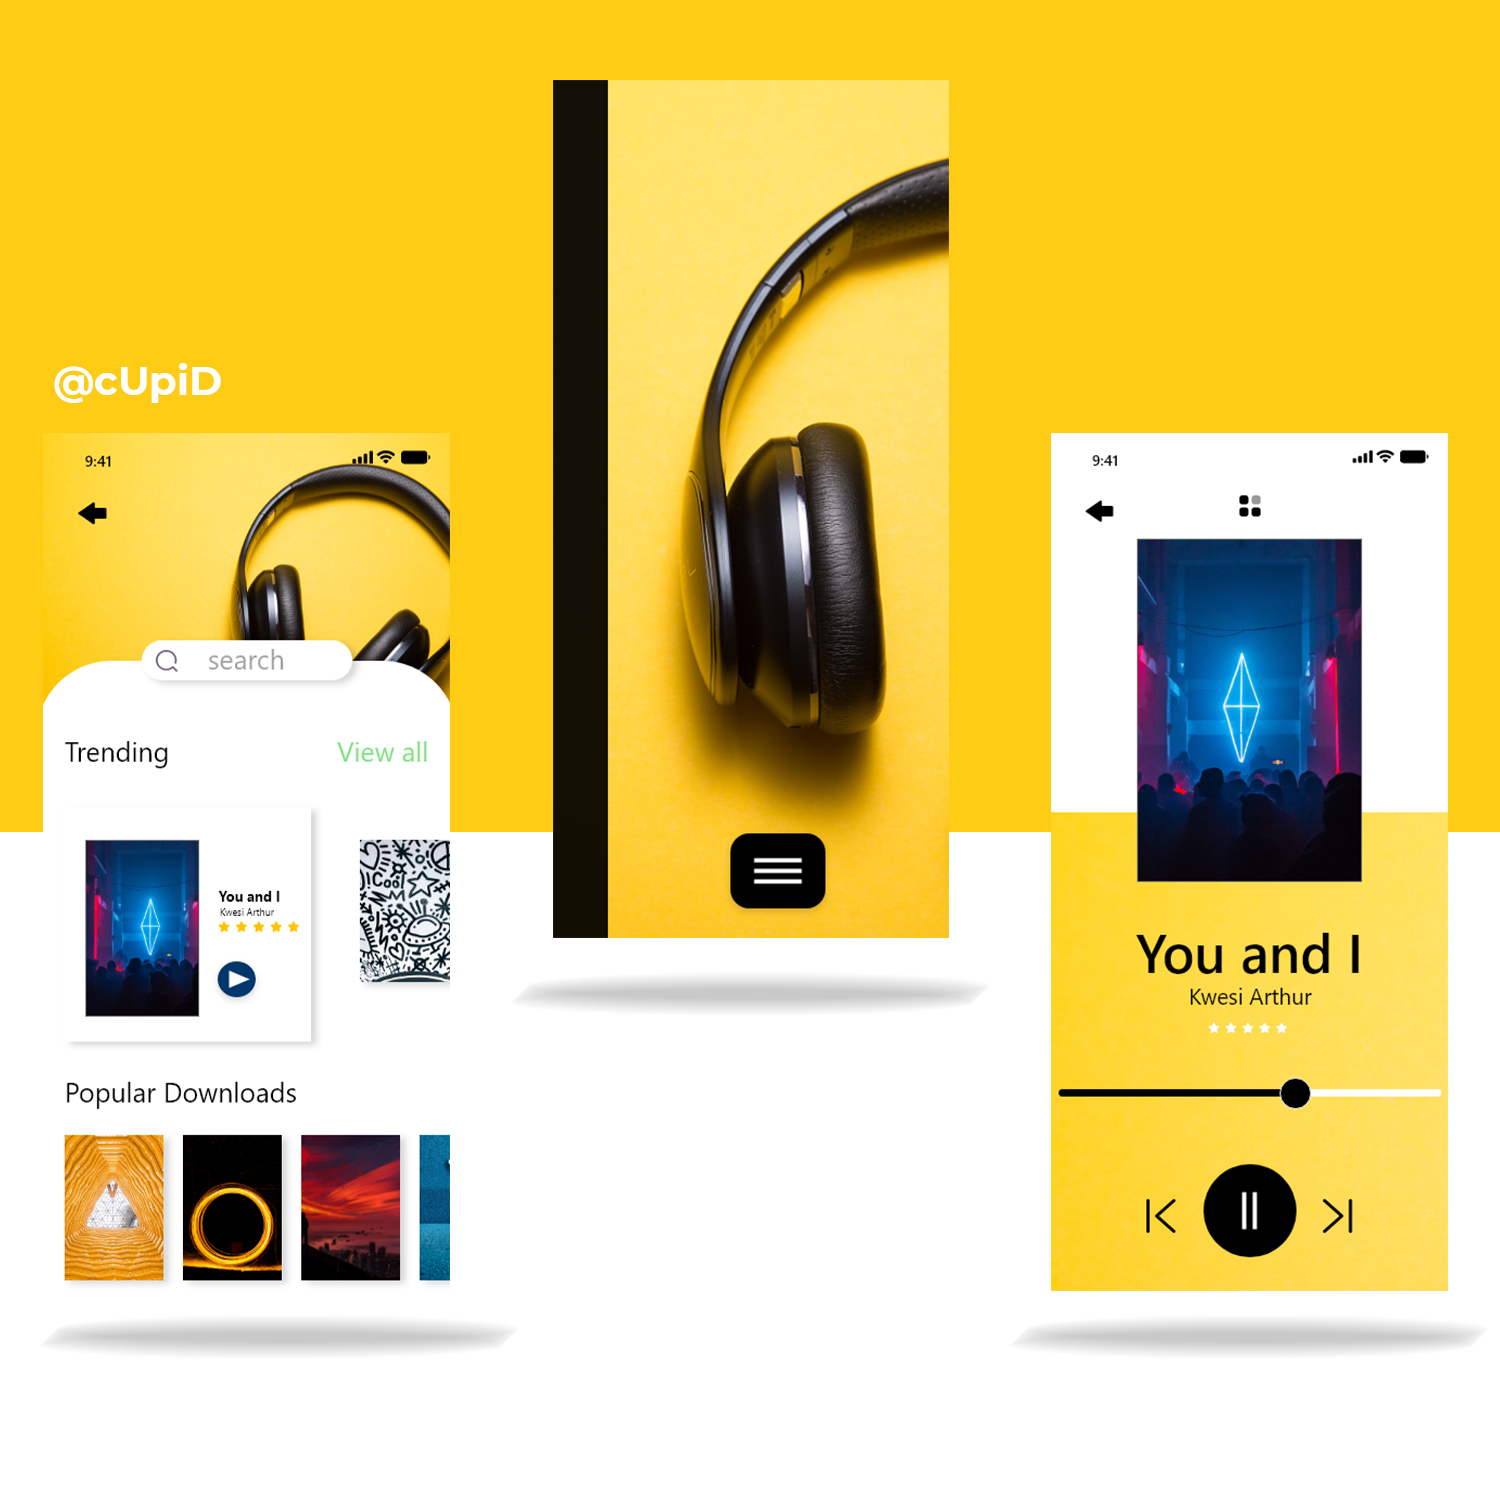 @cUpiD
9:41
search
Trending
View all
!Cool
You and I
Kwesi Arthur
Popular Downloads
9:41
You and I
Kwesi Arthur